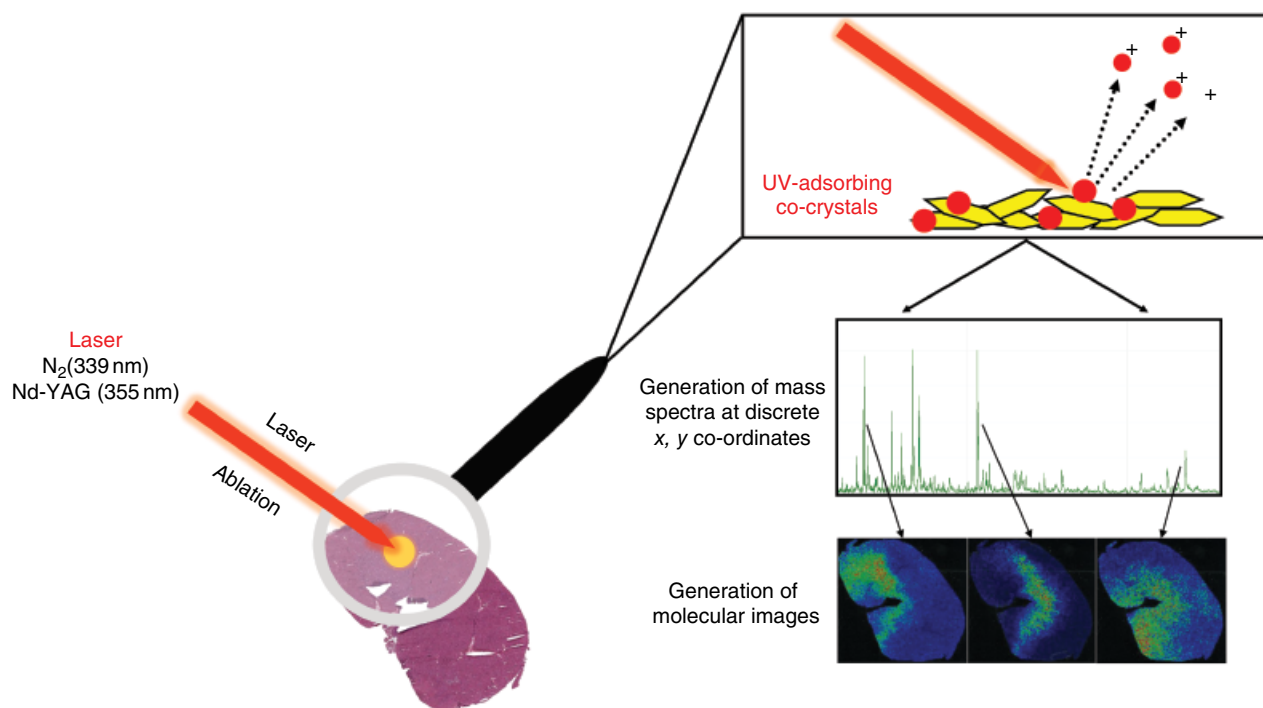 Laser
N₂(339 nm)
Nd-YAG (355 nm)
Laser
Ablation
UV-adsorbing
co-crystals
+
+
+
+
Generation of mass
spectra at discrete
x, y co-ordinates
Generation of
molecular images